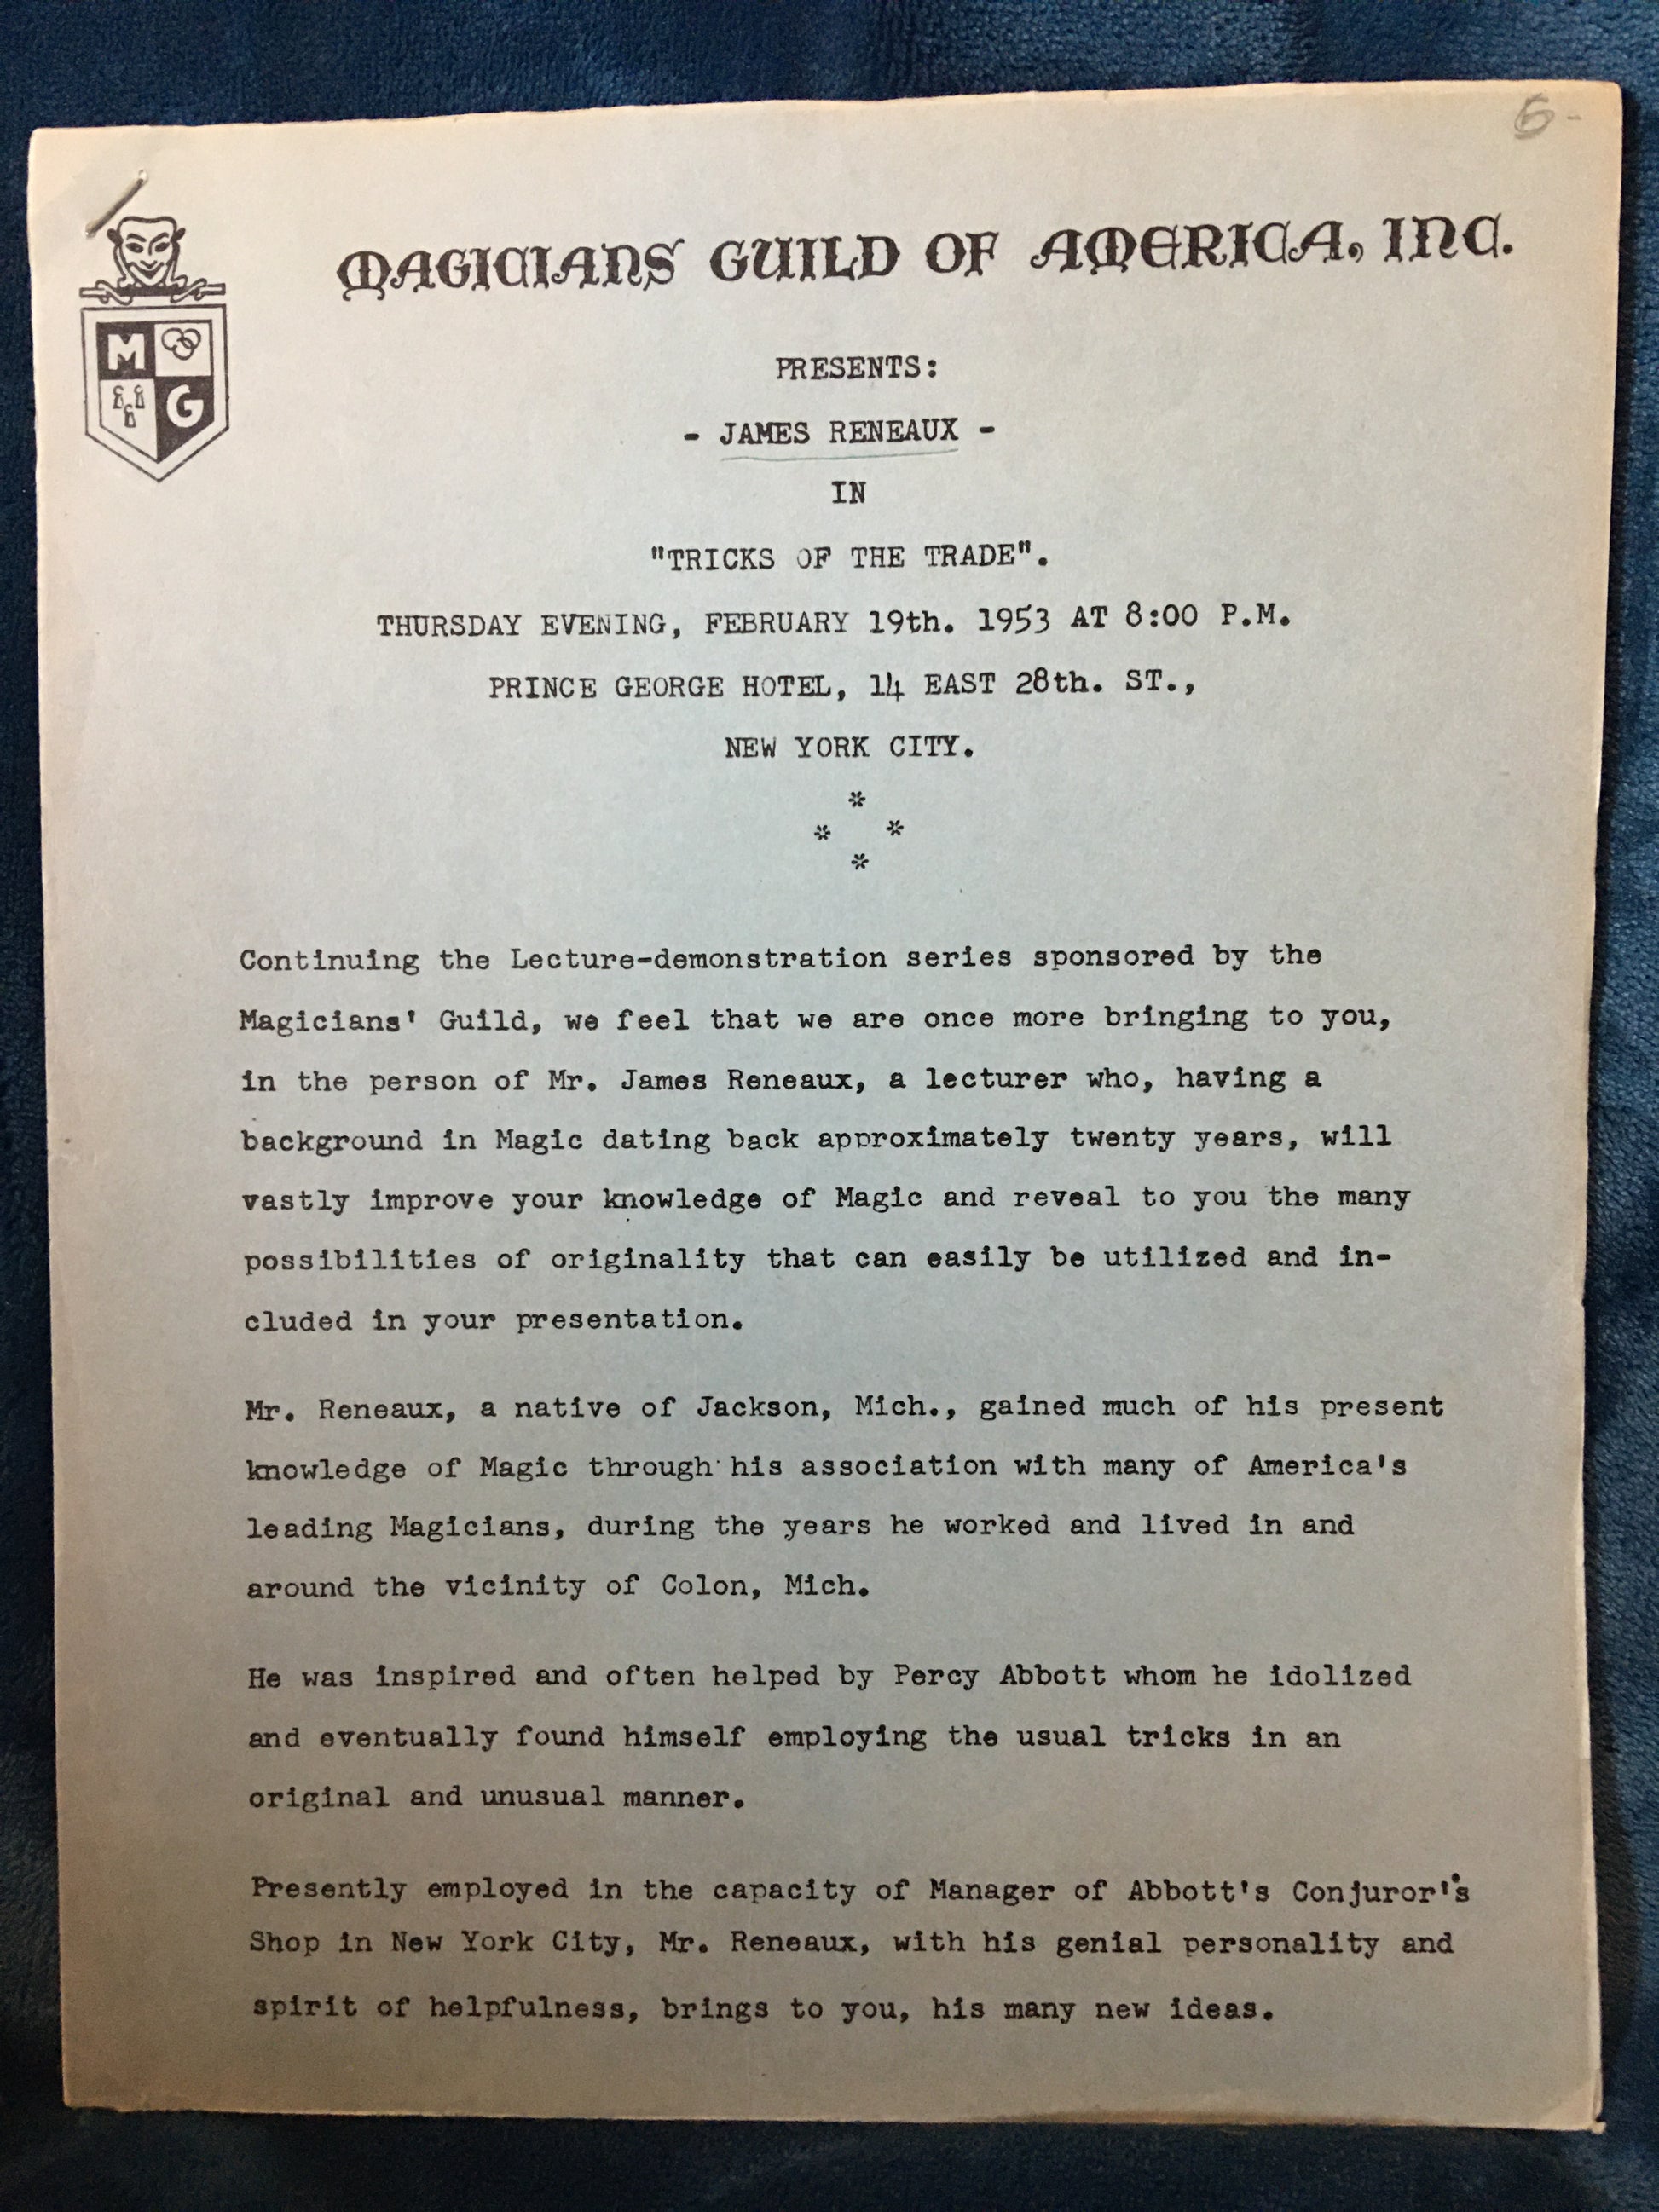 6-
MAGICIANS GUILD OF AMERICA, INC.
M
G
PRESENTS:
- JAMES RENEAUX -
IN
"TRICKS OF THE TRADE".
THURSDAY EVENING, FEBRUARY 19th. 1953 AT 8:00 P.M.
PRINCE GEORGE HOTEL, 14 EAST 28th. ST.,
NEW YORK CITY.
*
* *
*
Continuing the Lecture-demonstration series sponsored by the
Magicians' Guild, we feel that we are once more bringing to you,
in the person of Mr. James Reneaux, a lecturer who, having a
background in Magic dating back approximately twenty years, will
vastly improve your knowledge of Magic and reveal to you the many
possibilities of originality that can easily be utilized and in-
cluded in your presentation.
Mr. Reneaux, a native of Jackson, Mich., gained much of his present
knowledge of Magic through his association with many of America's
leading Magicians, during the years he worked and lived in and
around the vicinity of Colon, Mich.
He was inspired and often helped by Percy Abbott whom he idolized
and eventually found himself employing the usual tricks in an
original and unusual manner.
Presently employed in the capacity of Manager of Abbott's Conjuror's
Shop in New York City, Mr. Reneaux, with his genial personality and
spirit of helpfulness, brings to you, his many new ideas.